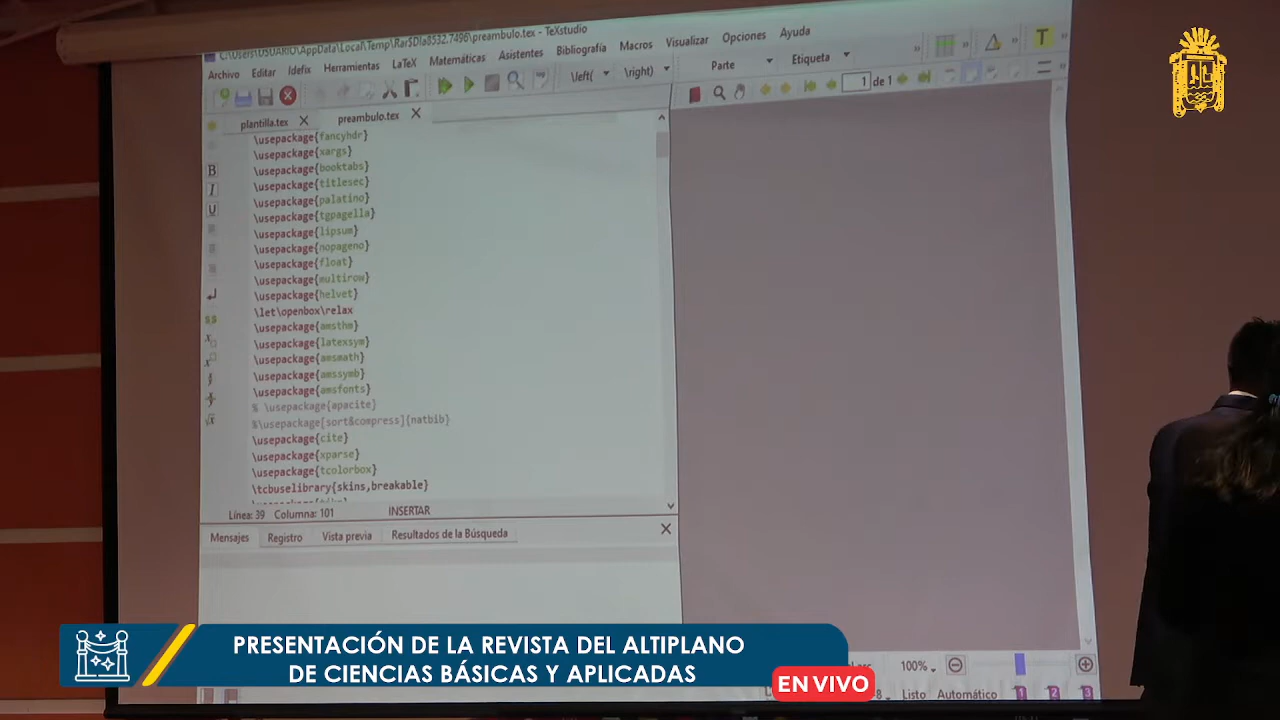 C:\Users\USUARIO\AppData\Local\Temp\Rar$DIa8532.7496\preambulo.tex - TeXstudio
Archivo Editar Idefix Herramientas LaTeX Matemáticas Asistentes Bibliografía Macros Visualizar Opciones Ayuda
\left( \right) Parte Etiqueta
1 de 1
T
plantilla.tex preambulo.tex
\usepackage{fancyhdr}
\usepackage{xargs}
\usepackage{booktabs}
\usepackage{titlesec}
\usepackage{palatino}
\usepackage{tgpagella}
\usepackage{lipsum}
\usepackage{nopageno}
\usepackage{float}
\usepackage{multirow}
\usepackage{helvet}
\let\openbox\relax
\usepackage{amsthm}
\usepackage{latexsym}
\usepackage{amsmath}
\usepackage{amssymb}
\usepackage{amsfonts}
% \usepackage{apacite}
%\usepackage[sort&compress]{natbib}
\usepackage{cite}
\usepackage{xparse}
\usepackage{tcolorbox}
\tcbuselibrary{skins,breakable}
B
I
U
Línea: 39 Columna: 101 INSERTAR
Mensajes Registro Vista previa Resultados de la Búsqueda
100%
Listo Automático 1 2 3
PRESENTACIÓN DE LA REVISTA DEL ALTIPLANO
DE CIENCIAS BÁSICAS Y APLICADAS
EN VIVO